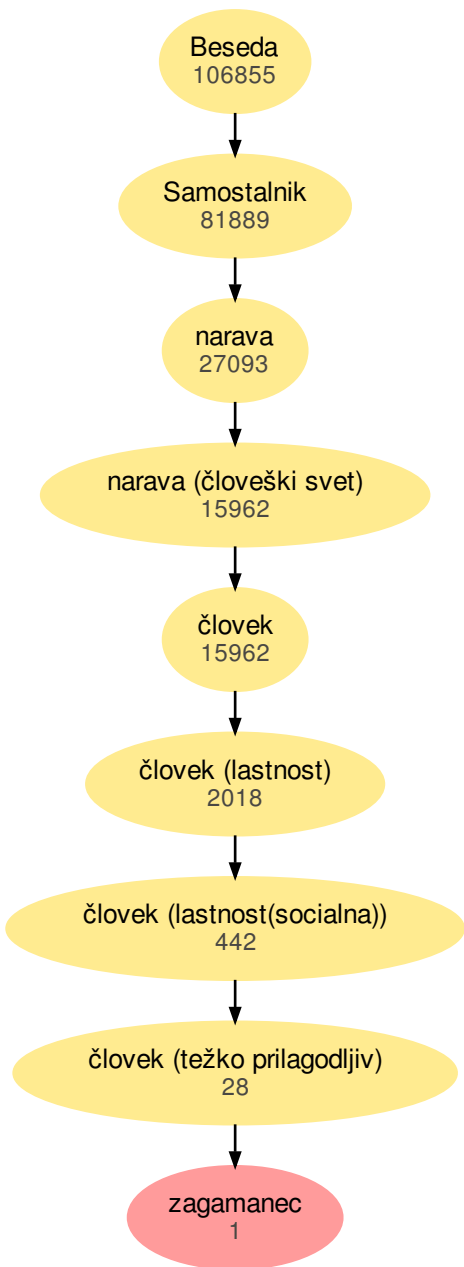 Beseda
106855
Samostalnik
81889
narava
27093
narava (človeški svet)
15962
človek
15962
človek (lastnost)
2018
človek (lastnost(socialna))
442
človek (težko prilagodljiv)
28
zagamanec
1